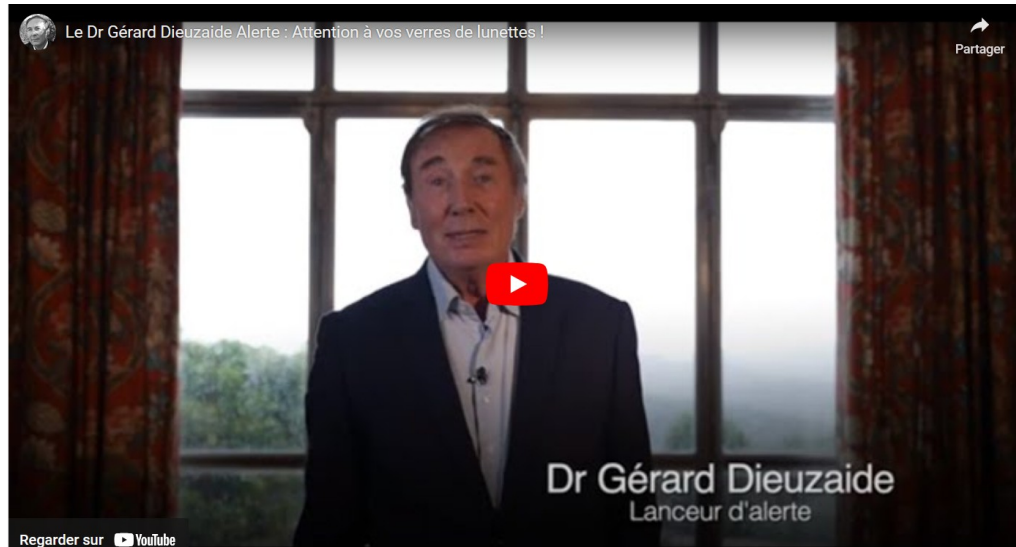 Le Dr Gérard Dieuzaide Alerte : Attention à vos verres de lunettes !
Partager
Dr Gérard Dieuzaide
Lanceur d'alerte
Regarder sur YouTube